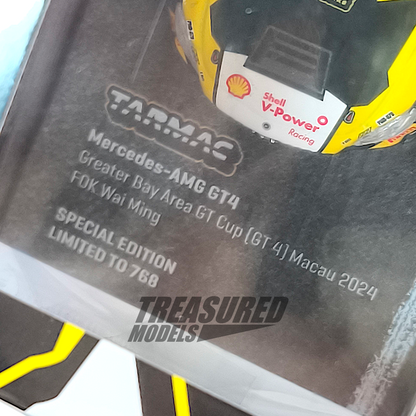 Shell
V-Power
Racing
TARMAC
Mercedes-AMG GT4
Greater Bay Area GT Cup (GT 4) Macau 2024
FOK Wai Ming
SPECIAL EDITION
LIMITED TO 768
TREASURED
MODELS